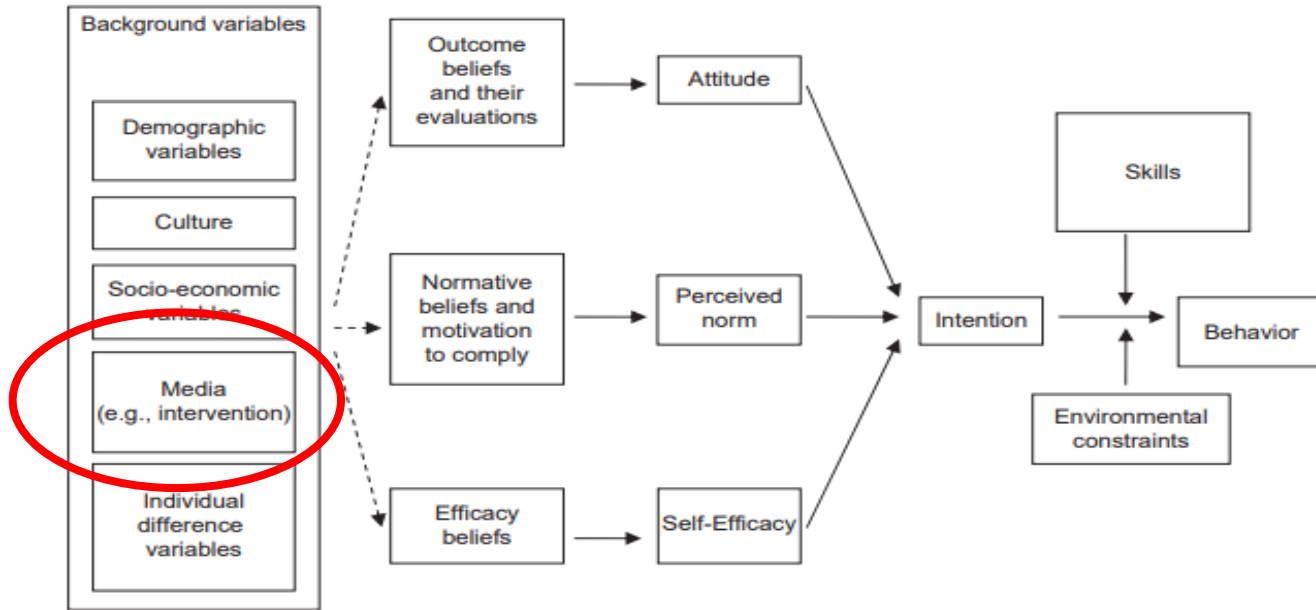 Background variables
Demographic
variables
Culture
Socio-economic
variables
Media
(e.g., intervention)
Individual
difference
variables
Outcome
beliefs
and their
evaluations
Normative
beliefs and
motivation
to comply
Efficacy
beliefs
Attitude
Perceived
norm
Self-Efficacy
Intention
Skills
Environmental
constraints
Behavior